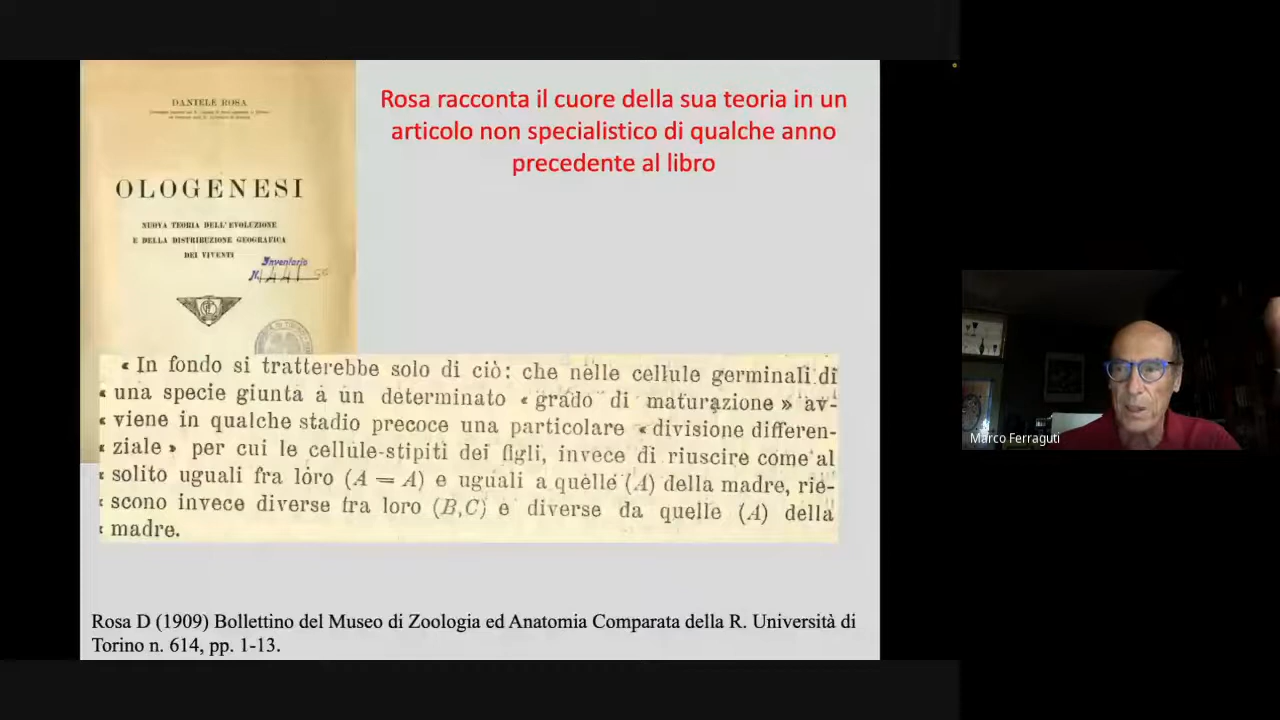 DANIELE ROSA
OLOGENESI
NUOVA TEORIA DELL'EVOLUZIONE
E DELLA DISTRIBUZIONE GEOGRAFICA
DEI VIVENTI
Inventario
N.
Rosa racconta il cuore della sua teoria in un
articolo non specialistico di qualche anno
precedente al libro
« In fondo si tratterebbe solo di ciò: che nelle cellule germinali di
« una specie giunta a un determinato « grado di maturazione » av-
« viene in qualche stadio precoce una particolare « divisione differen-
« ziale » per cui le cellule-stipiti dei figli, invece di riuscire come al
« solito uguali fra loro (A = A) e uguali a quelle (A) della madre, rie-
« scono invece diverse fra loro (B,C) e diverse da quelle (A) della
« madre.
Rosa D (1909) Bollettino del Museo di Zoologia ed Anatomia Comparata della R. Università di
Torino n. 614, pp. 1-13.
Marco Ferraguti